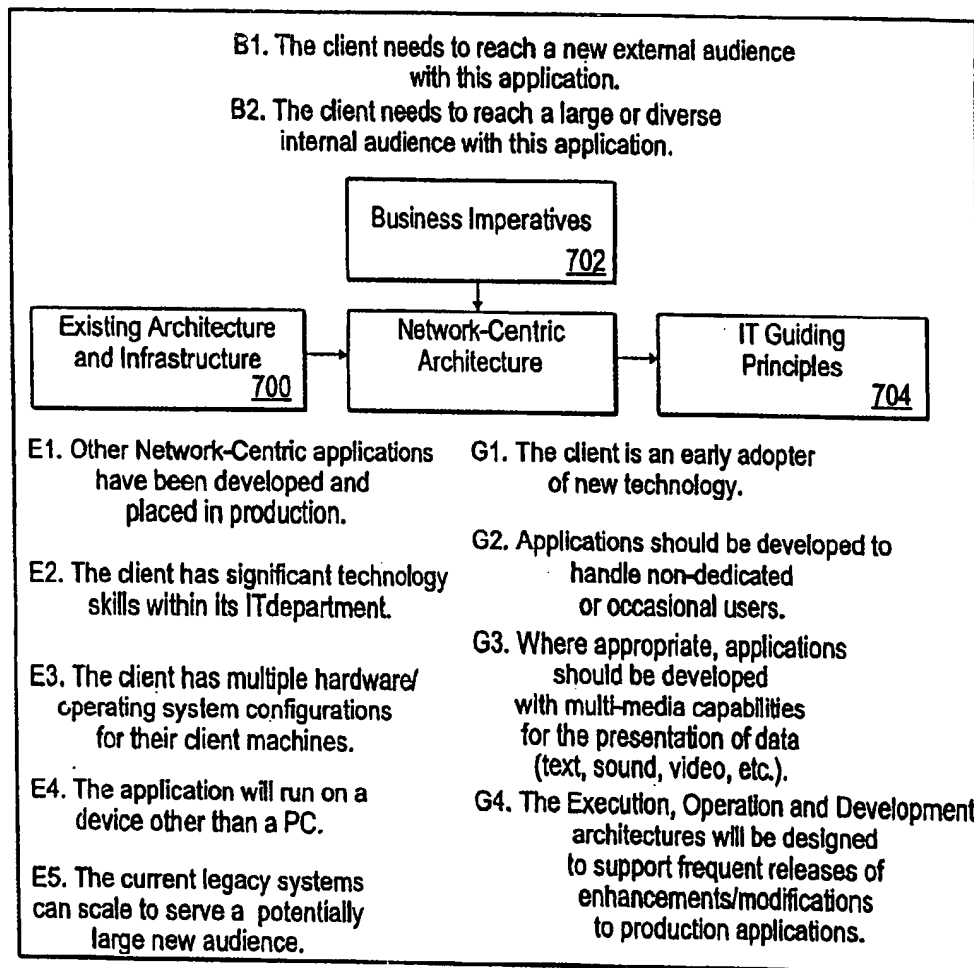 B1. The client needs to reach a new external audience
with this application.
B2. The client needs to reach a large or diverse
internal audience with this application.
Business Imperatives
702
Existing Architecture
and Infrastructure
700
Network-Centric
Architecture
IT Guiding
Principles
704
E1. Other Network-Centric applications
have been developed and
placed in production.
E2. The client has significant technology
skills within its ITdepartment.
E3. The client has multiple hardware/
operating system configurations
for their client machines.
E4. The application will run on a
device other than a PC.
E5. The current legacy systems
can scale to serve a potentially
large new audience.
G1. The client is an early adopter
of new technology.
G2. Applications should be developed to
handle non-dedicated
or occasional users.
G3. Where appropriate, applications
should be developed
with multi-media capabilities
for the presentation of data
(text, sound, video, etc.).
G4. The Execution, Operation and Development
architectures will be designed
to support frequent releases of
enhancements/modifications
to production applications.